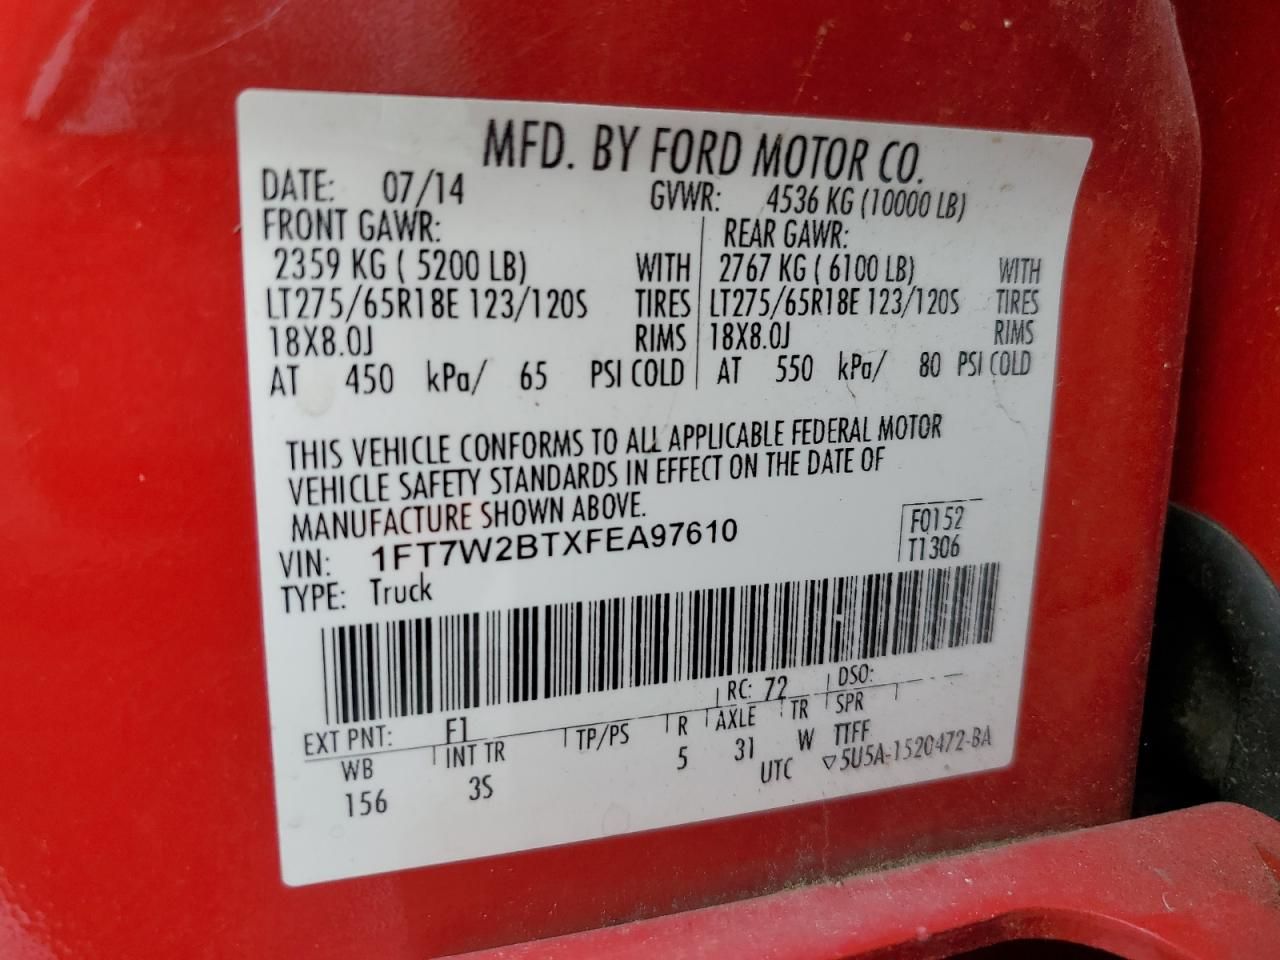 MFD. BY FORD MOTOR CO.
DATE: 07/14 GVWR: 4536 KG (10000 LB)
FRONT GAWR: REAR GAWR:
2359 KG ( 5200 LB) WITH 2767 KG ( 6100 LB) WITH
LT275/65R18E 123/120S TIRES LT275/65R18E 123/120S TIRES
18X8.0J RIMS 18X8.0J RIMS
AT 450 kPa/ 65 PSI COLD AT 550 kPa/ 80 PSI COLD
THIS VEHICLE CONFORMS TO ALL APPLICABLE FEDERAL MOTOR
VEHICLE SAFETY STANDARDS IN EFFECT ON THE DATE OF
MANUFACTURE SHOWN ABOVE.
VIN: 1FT7W2BTXFEA97610 F0152
TYPE: Truck T1306
EXT PNT: F1 RC: 72 DSO:
WB INT TR TP/PS R AXLE TR SPR
156 3S 5 31 W TTFF
UTC ▽5U5A-1520472-BA